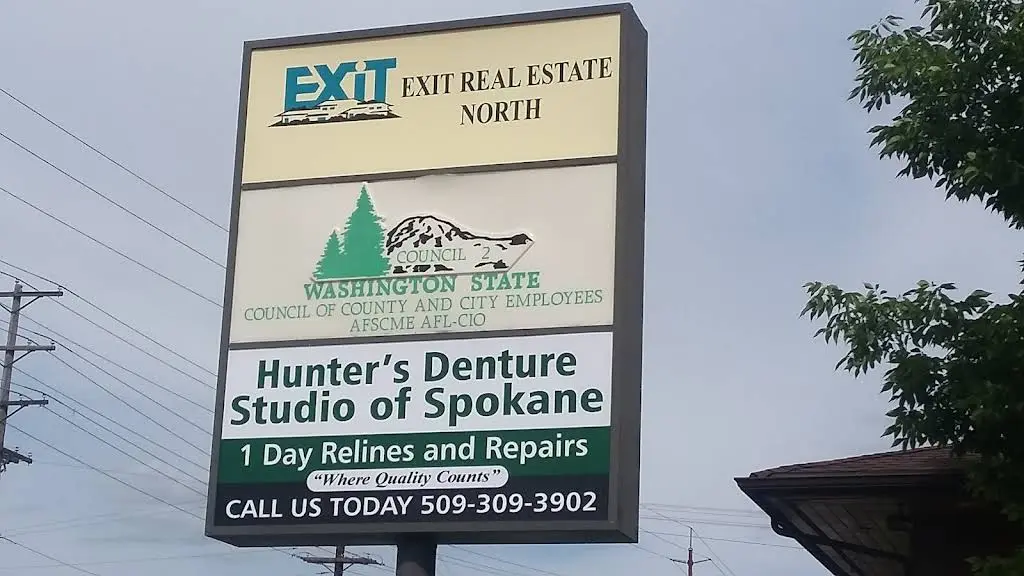 EXiT EXIT REAL ESTATE
NORTH
COUNCIL 2
WASHINGTON STATE
COUNCIL OF COUNTY AND CITY EMPLOYEES
AFSCME AFL-CIO
Hunter's Denture
Studio of Spokane
1 Day Relines and Repairs
"Where Quality Counts"
CALL US TODAY 509-309-3902